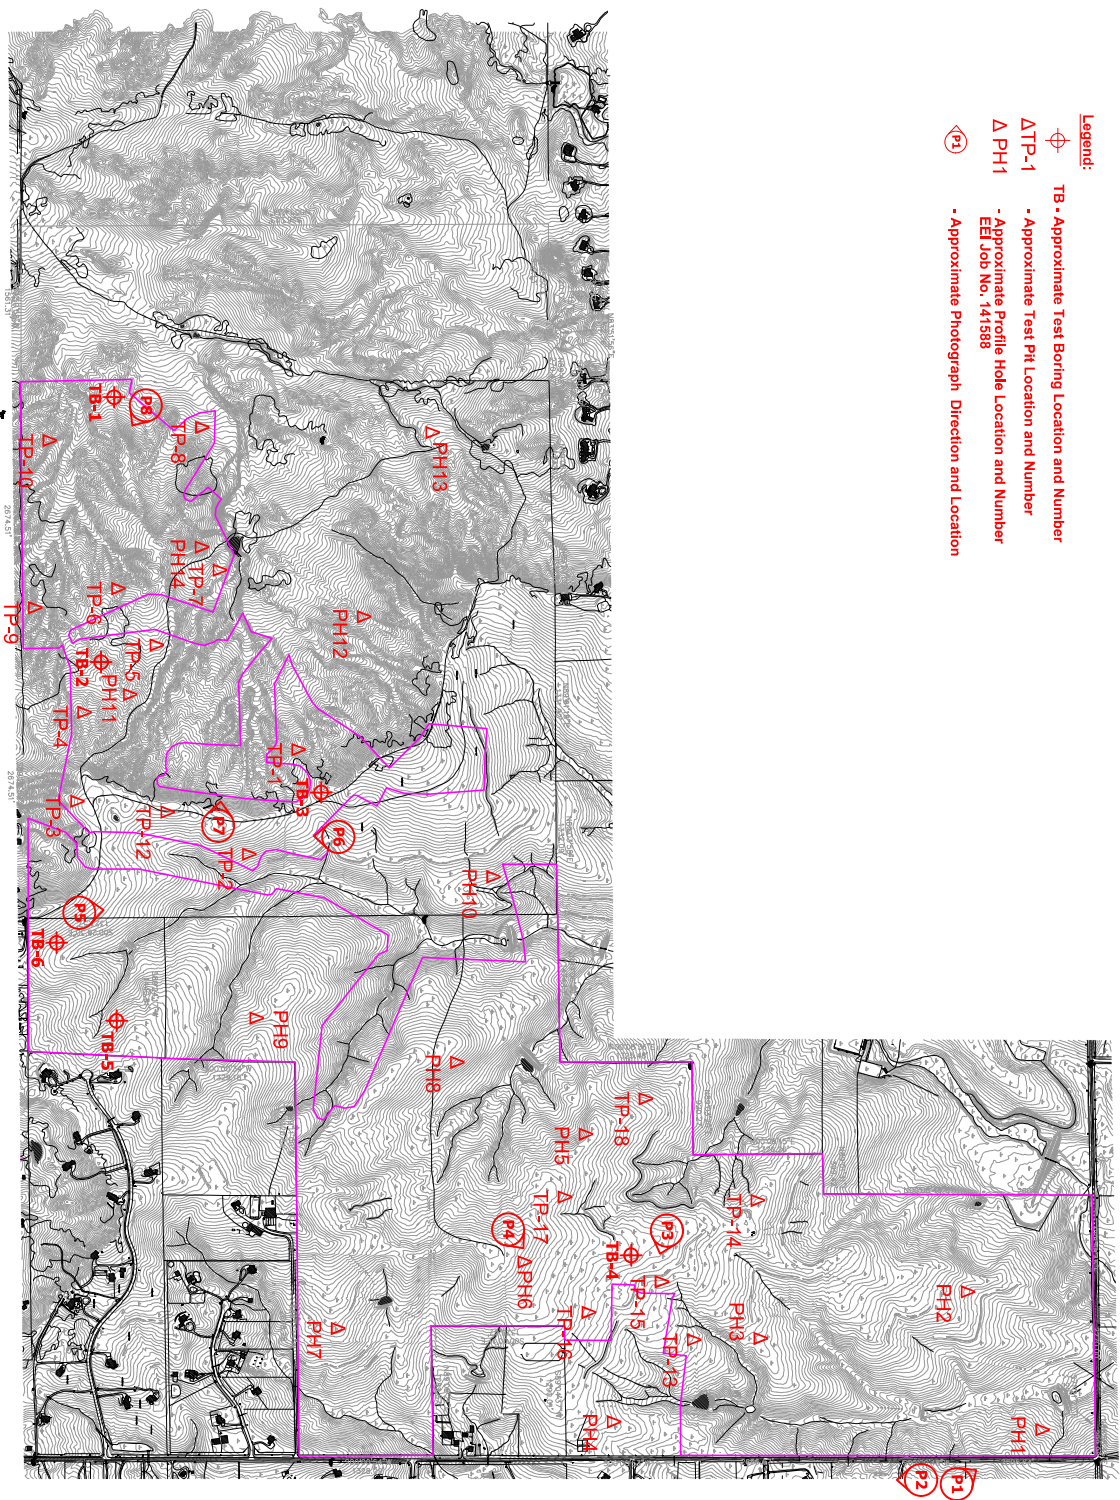 Legend:
TB - Approximate Test Boring Location and Number
ΔTP-1 - Approximate Test Pit Location and Number
Δ PH1 - Approximate Profile Hole Location and Number
EEI Job No. 141588
P1 - Approximate Photograph Direction and Location
TB-1
P8
TP-8
TP-10
PH13
TP-7
PH14
TP-6
TP-9
TP-5
TB-2
PH11
TP-4
PH12
TP-1
TB-3
TP-3
TP-12
P7
P6
TP-2
PH10
P5
TB-6
TB-5
PH9
PH8
TP-18
PH5
TP-17
P4
PH6
P3
TB-4
TP-14
TP-15
TP-16
TP-13
PH3
PH2
PH7
PH4
PH1
P2
P1
2674.51'
2674.51'